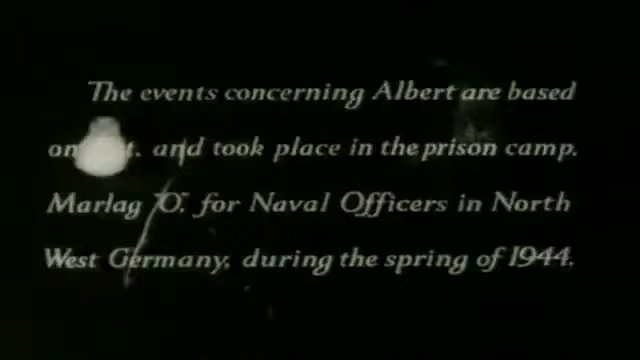 The events concerning Albert are based
on and took place in the prison camp.
Marlag "O". for Naval Officers in North
West Germany, during the spring of 1944.